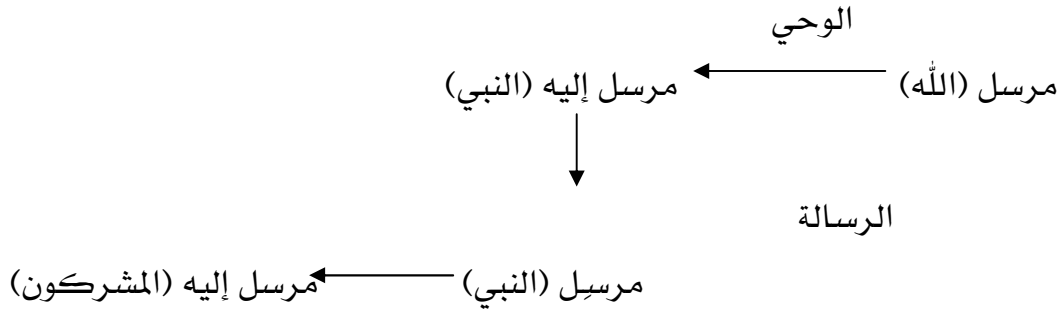 الوحي
مرسل (الله) مرسل إليه (النبي)
الرسالة
مرسِل (النبي) مرسل إليه (المشركون)